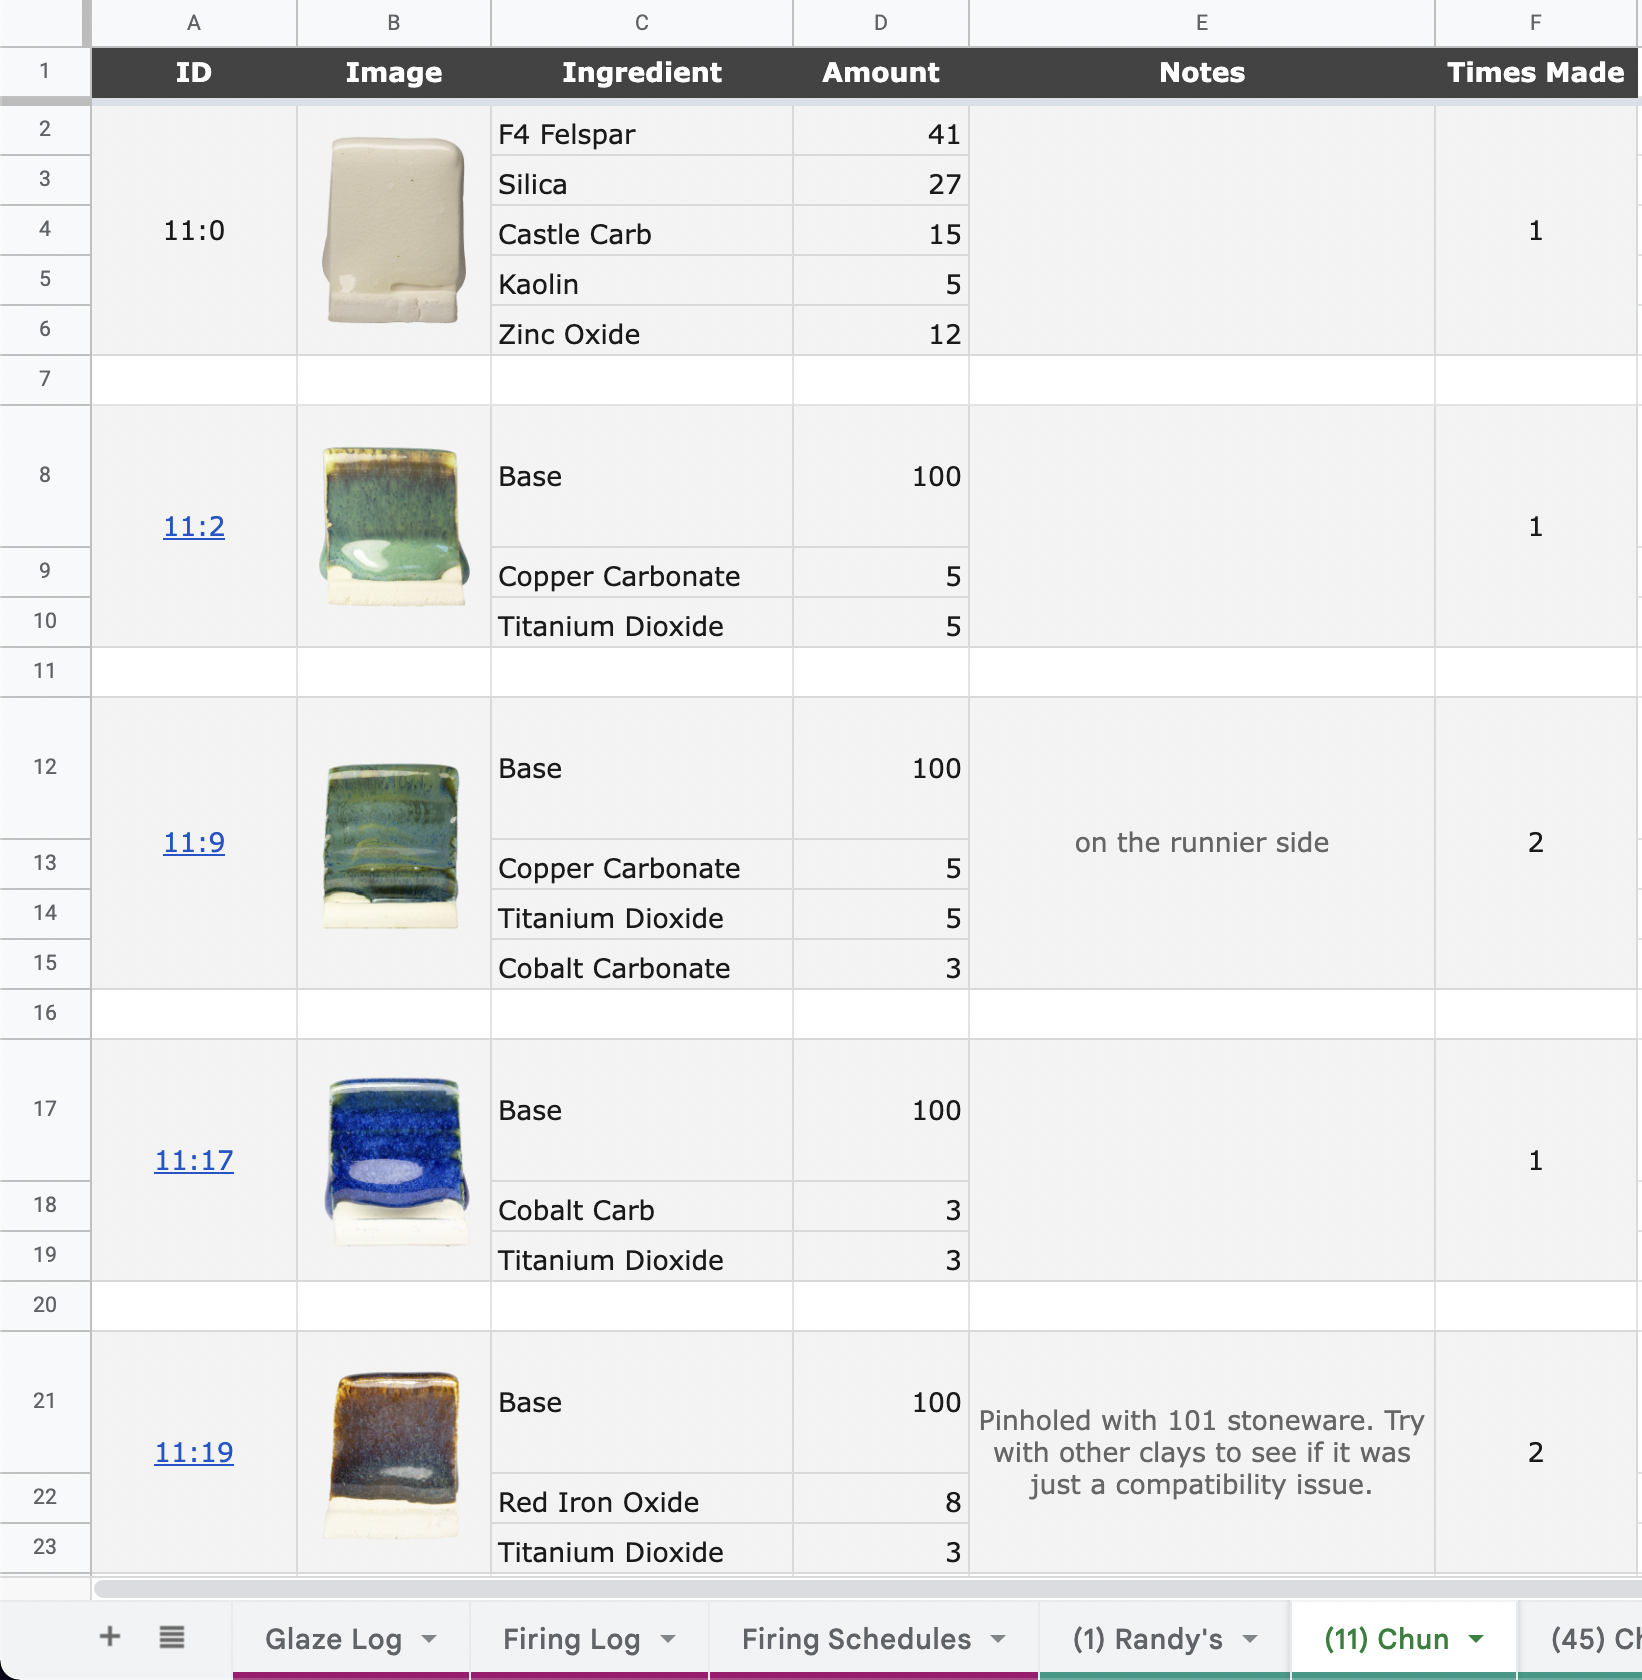 A B C D E F
1 ID Image Ingredient Amount Notes Times Made
2 F4 Felspar 41
3 Silica 27
4 11:0 Castle Carb 15 1
5 Kaolin 5
6 Zinc Oxide 12
7
8 Base 100
11:2 1
9 Copper Carbonate 5
10 Titanium Dioxide 5
11
12 Base 100
11:9 on the runnier side 2
13 Copper Carbonate 5
14 Titanium Dioxide 5
15 Cobalt Carbonate 3
16
17 Base 100
11:17 1
18 Cobalt Carb 3
19 Titanium Dioxide 3
20
21 Base 100
Pinholed with 101 stoneware. Try
11:19 with other clays to see if it was 2
just a compatibility issue.
22 Red Iron Oxide 8
23 Titanium Dioxide 3
+ Glaze Log Firing Log Firing Schedules (1) Randy's (11) Chun (45)